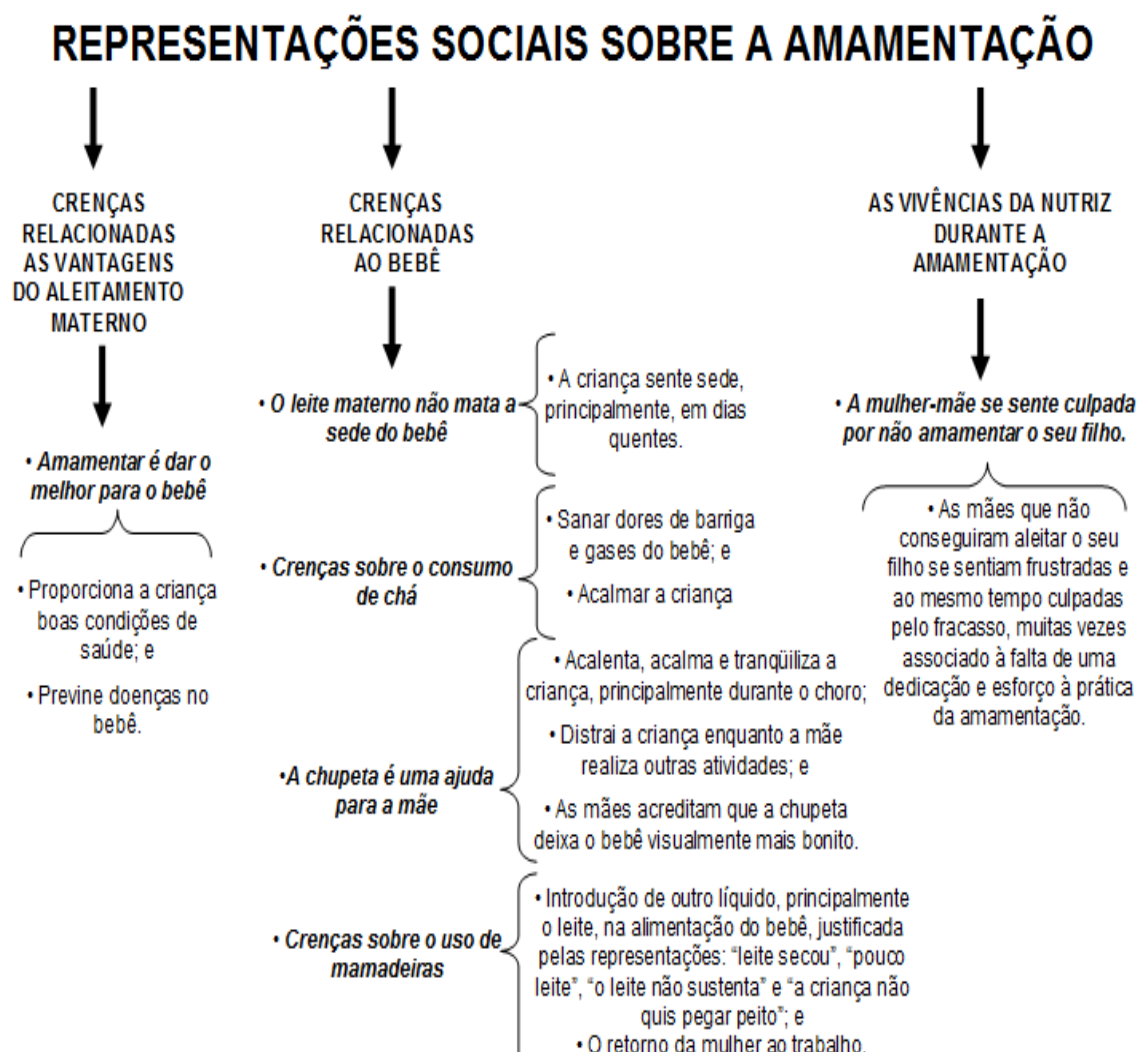 REPRESENTAÇÕES SOCIAIS SOBRE A AMAMENTAÇÃO
CRENÇAS
RELACIONADAS
AS VANTAGENS
DO ALEITAMENTO
MATERNO
• Amamentar é dar o
melhor para o bebê
• Proporciona a criança
boas condições de
saúde; e
• Previne doenças no
bebê.
CRENÇAS
RELACIONADAS
AO BEBÊ
• O leite materno não mata a
sede do bebê
• A criança sente sede,
principalmente, em dias
quentes.
• Crenças sobre o consumo
de chá
• Sanar dores de barriga
e gases do bebê; e
• Acalmar a criança
•A chupeta é uma ajuda
para a mãe
• Acalenta, acalma e tranqüiliza a
criança, principalmente durante o choro;
• Distrai a criança enquanto a mãe
realiza outras atividades; e
• As mães acreditam que a chupeta
deixa o bebê visualmente mais bonito.
• Crenças sobre o uso de
mamadeiras
• Introdução de outro líquido, principalmente
o leite, na alimentação do bebê, justificada
pelas representações: “leite secou”, “pouco
leite”, “o leite não sustenta” e “a criança não
quis pegar peito”; e
• O retorno da mulher ao trabalho.
AS VIVÊNCIAS DA NUTRIZ
DURANTE A
AMAMENTAÇÃO
• A mulher-mãe se sente culpada
por não amamentar o seu filho.
• As mães que não
conseguiram aleitar o seu
filho se sentiam frustradas e
ao mesmo tempo culpadas
pelo fracasso, muitas vezes
associado à falta de uma
dedicação e esforço à prática
da amamentação.